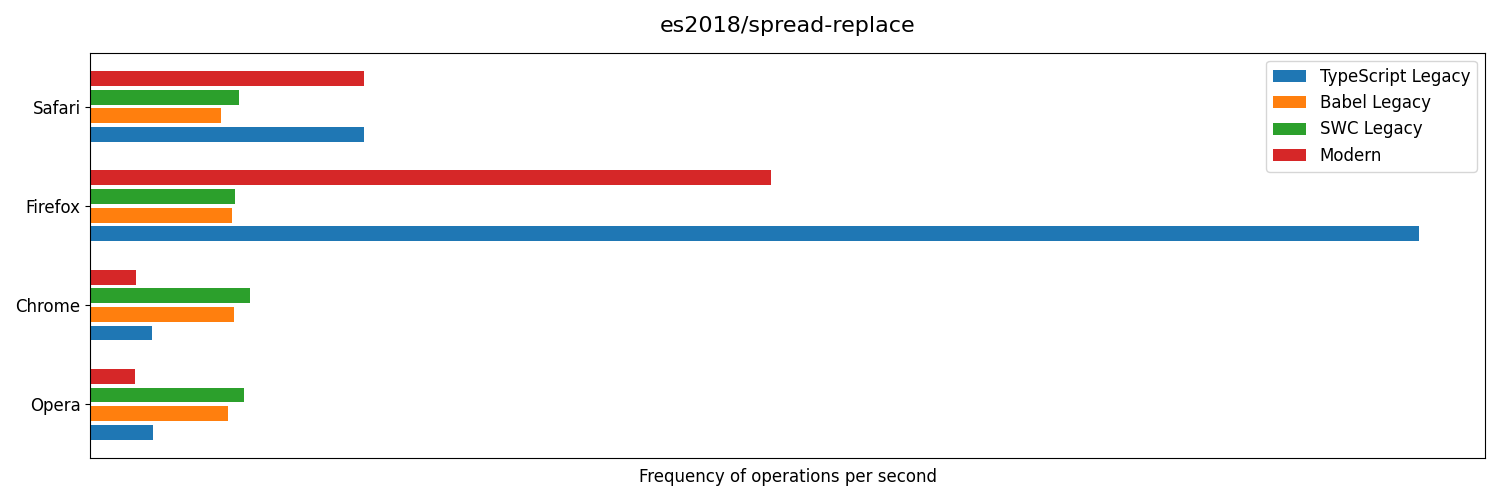 es2018/spread-replace
TypeScript Legacy
Babel Legacy
SWC Legacy
Modern
Safari
Firefox
Chrome
Opera
Frequency of operations per second